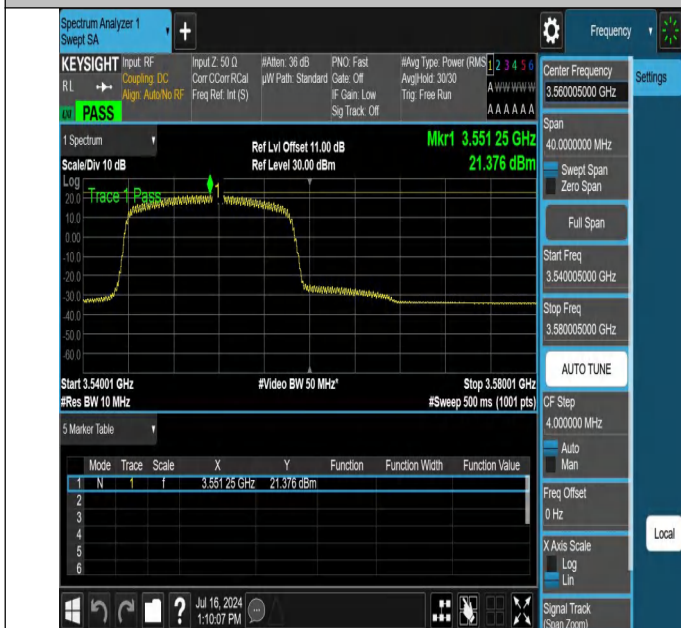 Spectrum Analyzer 1
Swept SA
+
Frequency
KEYSIGHT
RL
PASS
Input: RF
Coupling: DC
Align: Auto/No RF
Input Z: 50 Ω
Corr CCorr RCal
Freq Ref: Int (S)
#Atten: 36 dB
µW Path: Standard
PNO: Fast
Gate: Off
IF Gain: Low
Sig Track: Off
#Avg Type: Power (RMS
Avg|Hold: 30/30
Trig: Free Run
1 2 3 4 5 6
A W W W W W
A A A A A A
Center Frequency
3.560005000 GHz
Settings
Span
40.0000000 MHz
Swept Span
Zero Span
Full Span
Start Freq
3.540005000 GHz
Stop Freq
3.580005000 GHz
AUTO TUNE
CF Step
4.000000 MHz
Auto
Man
Freq Offset
0 Hz
X Axis Scale
Log
Lin
Signal Track
(Span Zoom)
Local
1 Spectrum
Scale/Div 10 dB
Ref Lvl Offset 11.00 dB
Ref Level 30.00 dBm
Mkr1 3.551 25 GHz
21.376 dBm
Log
Trace 1 Pass
1
20.0
10.0
0.00
-10.0
-20.0
-30.0
-40.0
-50.0
-60.0
Start 3.54001 GHz
#Res BW 10 MHz
#Video BW 50 MHz*
Stop 3.58001 GHz
#Sweep 500 ms (1001 pts)
5 Marker Table
Mode Trace Scale X Y Function Function Width Function Value
1 N 1 f 3.551 25 GHz 21.376 dBm
2
3
4
5
6
?
Jul 16, 2024
1:10:07 PM